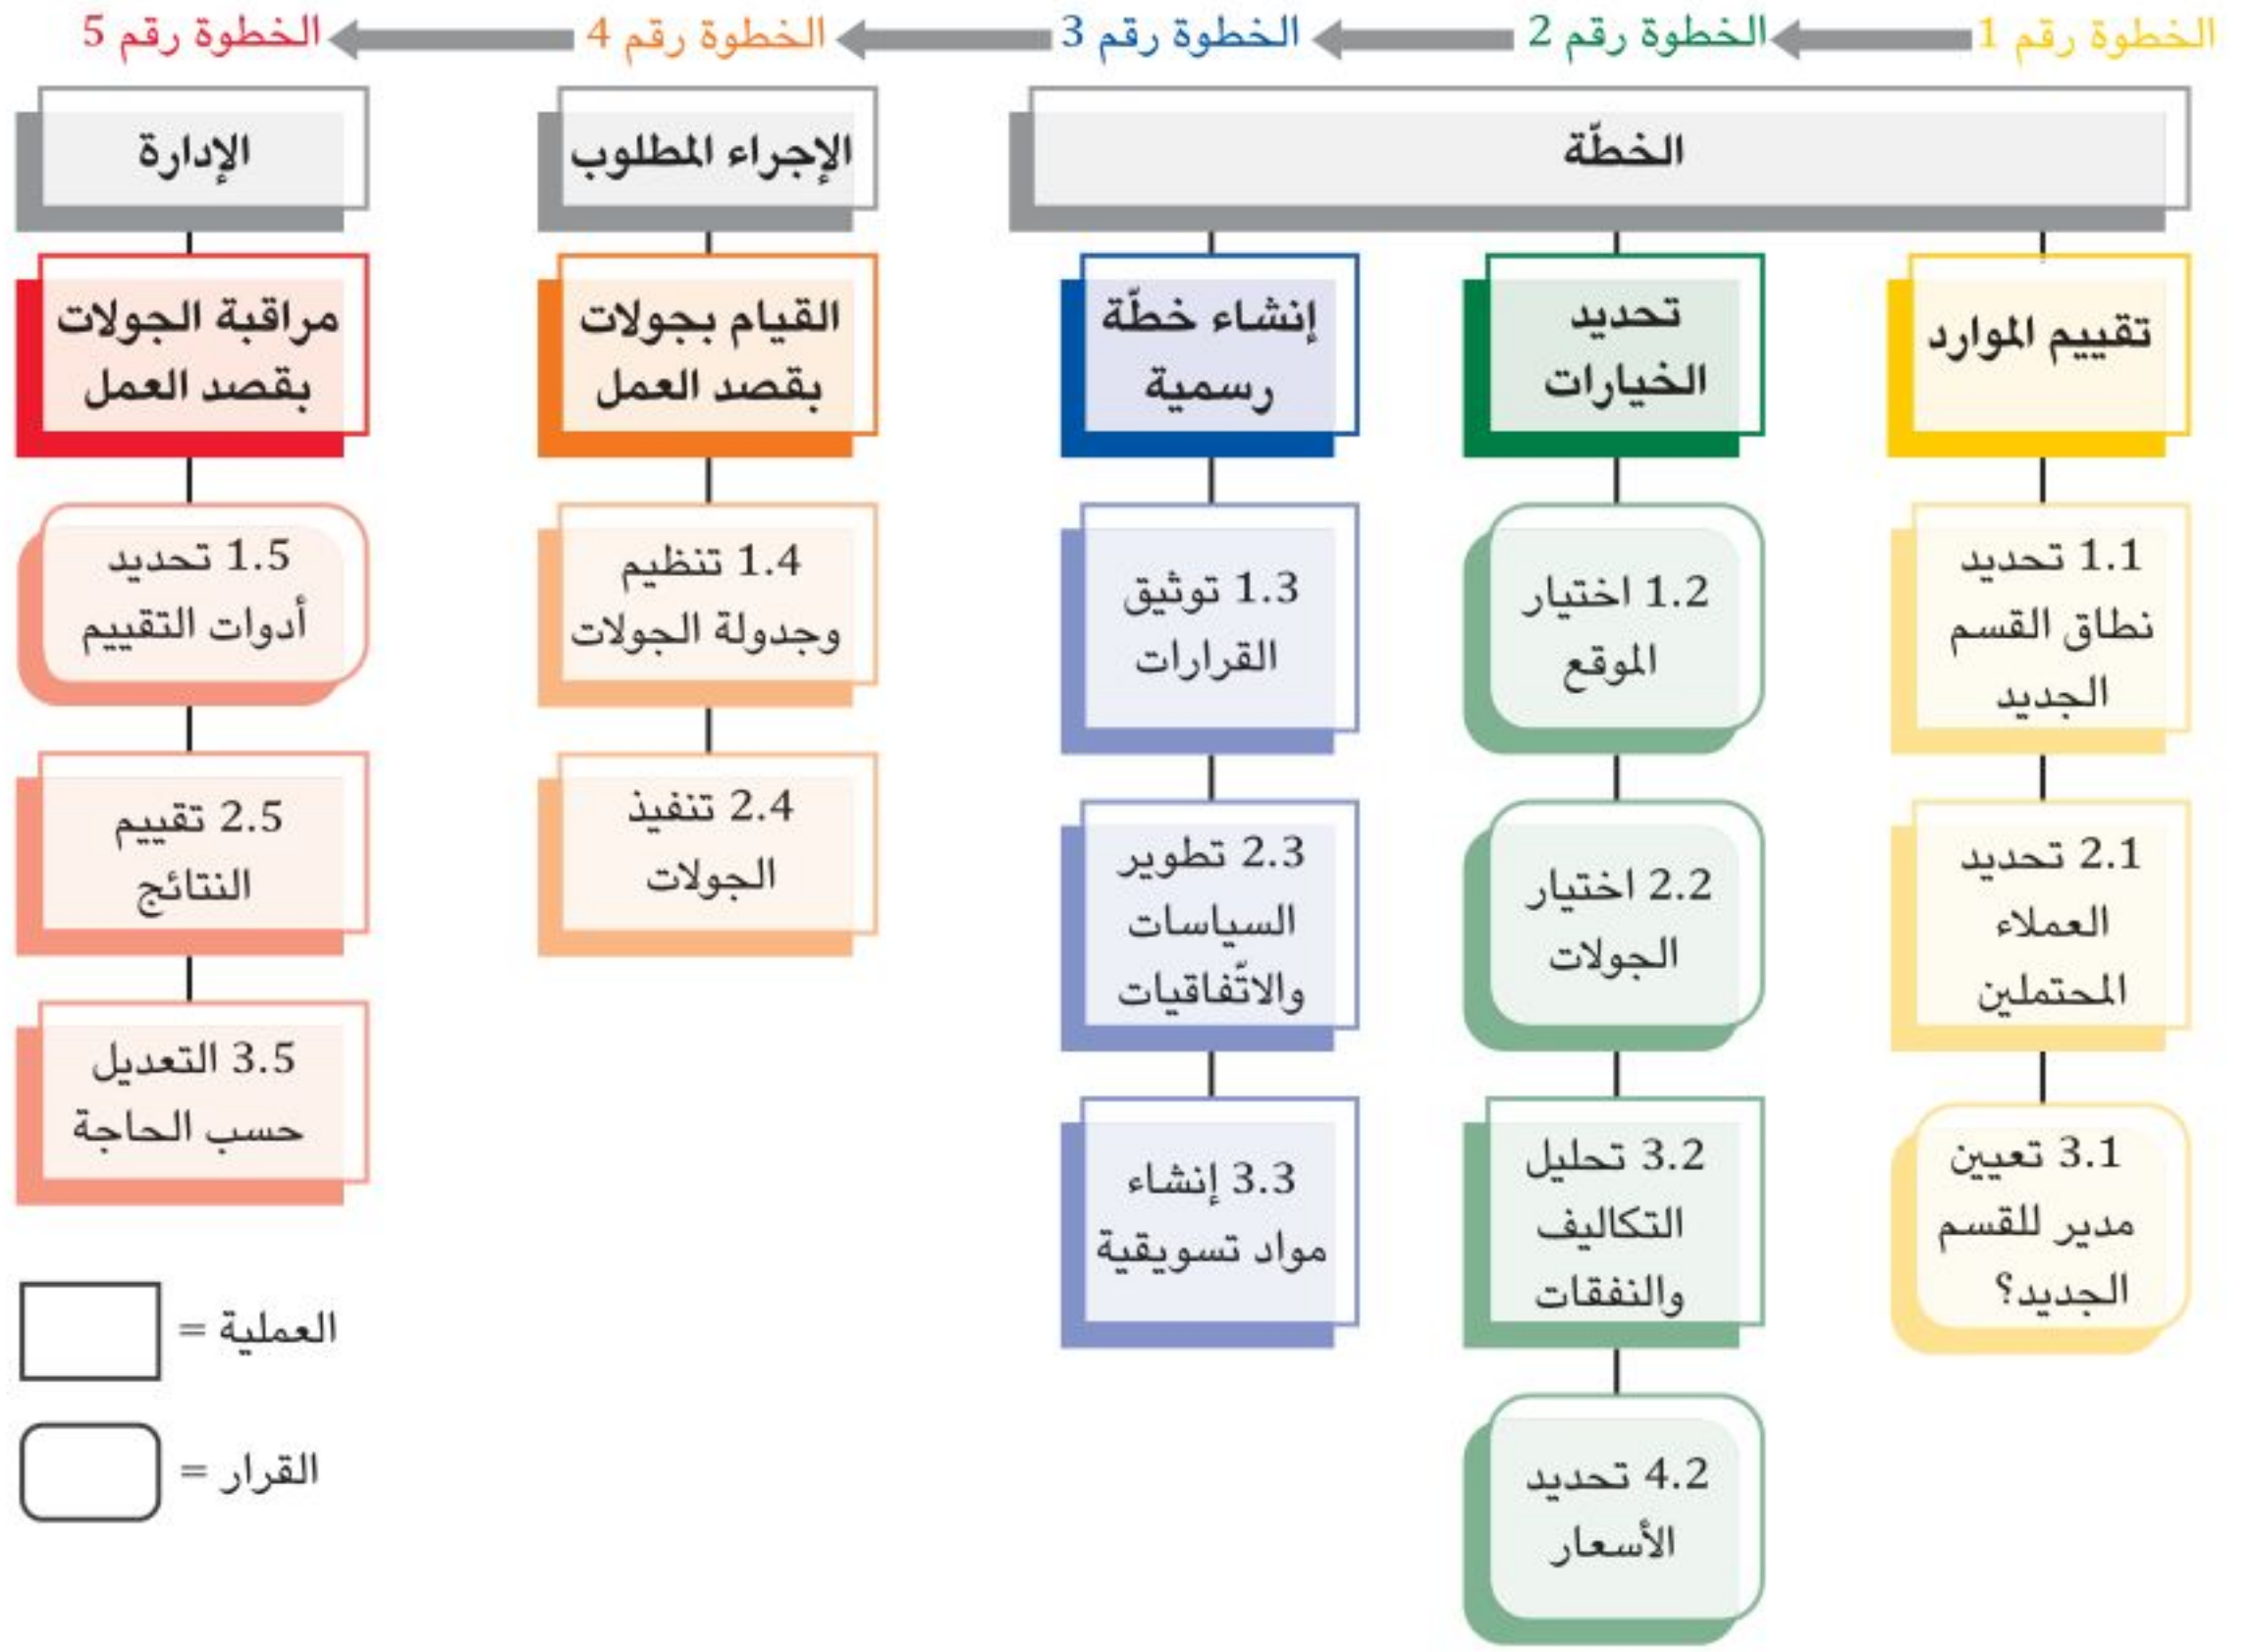 الخطوة رقم 1
الخطوة رقم 2
الخطوة رقم 3
الخطوة رقم 4
الخطوة رقم 5
الخطّة
الإجراء المطلوب
الإدارة
تقييم الموارد
1.1 تحديد
نطاق القسم
الجديد
2.1 تحديد
العملاء
المحتملين
3.1 تعيين
مدير للقسم
الجديد؟
تحديد
الخيارات
1.2 اختيار
الموقع
2.2 اختيار
الجولات
3.2 تحليل
التكاليف
والنفقات
4.2 تحديد
الأسعار
إنشاء خطّة
رسمية
1.3 توثيق
القرارات
2.3 تطوير
السياسات
والاتّفاقيات
3.3 إنشاء
مواد تسويقية
القيام بجولات
بقصد العمل
1.4 تنظيم
وجدولة الجولات
2.4 تنفيذ
الجولات
مراقبة الجولات
بقصد العمل
1.5 تحديد
أدوات التقييم
2.5 تقييم
النتائج
3.5 التعديل
حسب الحاجة
العملية =
القرار =